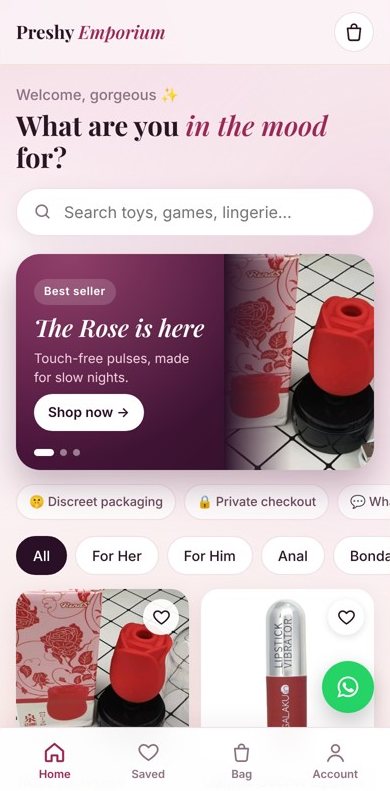 Preshy Emporium
Welcome, gorgeous ✨
What are you in the mood
for?
Search toys, games, lingerie...
Best seller
The Rose is here
Touch-free pulses, made
for slow nights.
Shop now →
🤫 Discreet packaging
🔒 Private checkout
💬 Wha
All
For Her
For Him
Anal
Bonda
LIPSTICK
VIBRATOR
GALAKU
Home
Saved
Bag
Account